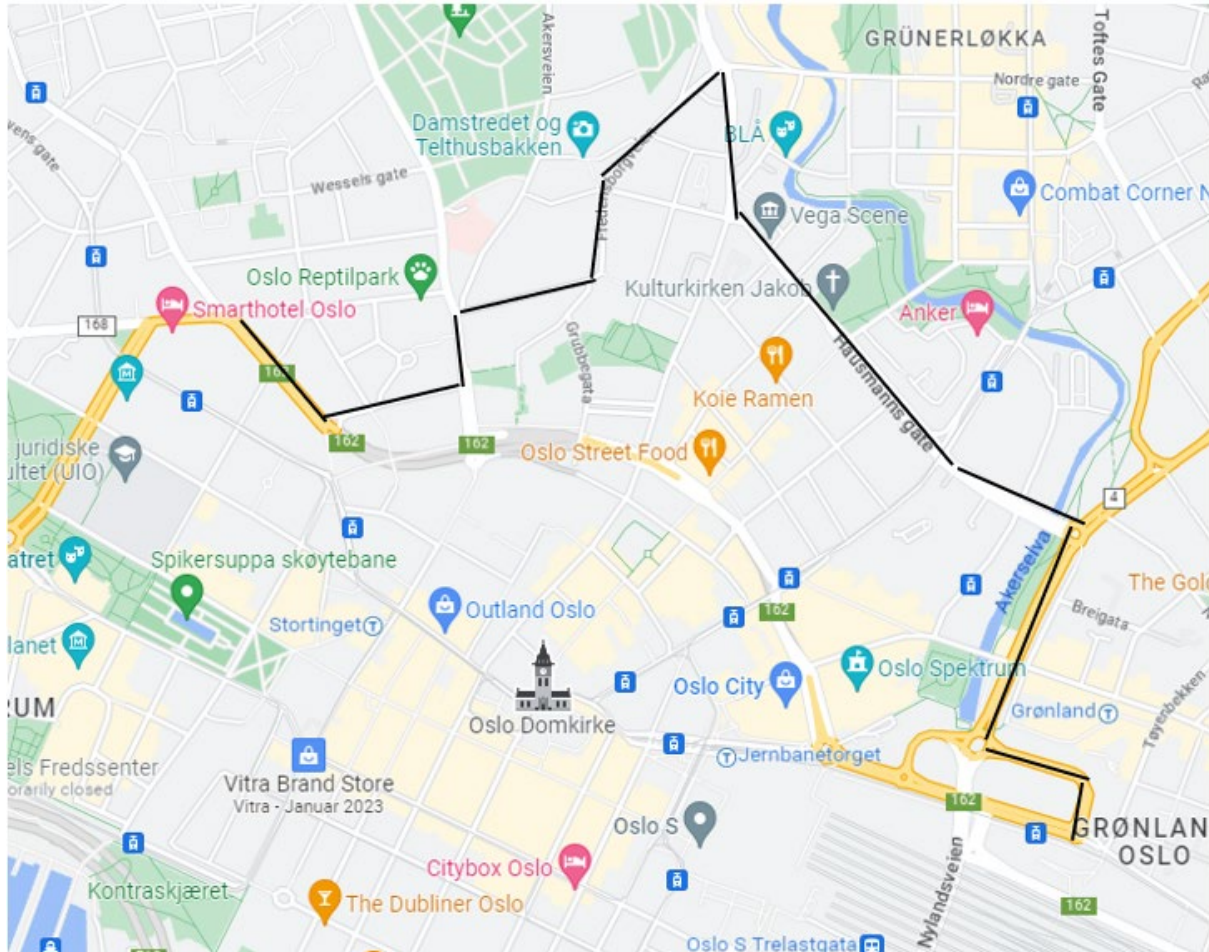 GRÜNERLØKKA
Toftes Gate
Akersveien
Nordre gate
Damstredet og
Telthusbakken
BLÅ
Wessels gate
Combat Corner N
Vega Scene
Oslo Reptilpark
Kulturkirken Jakob
Smarthotel Oslo
168
Anker
162
Grubbegata
Hausmanns gate
Koie Ramen
162
162
Oslo Street Food
juridiske
ultet (UIO)
4
atret
Spikersuppa skøytebane
Akerselva
The Gold
Outland Oslo
162
Breigata
Stortinget
lanet
Oslo Spektrum
Oslo City
RUM
Oslo Domkirke
Grønland
Tøyenbekken
Jernbanetorget
els Fredssenter
orarily closed
Vitra Brand Store
Vitra - Januar 2023
162
Oslo S
GRØNLAN
OSLO
Citybox Oslo
Nylandsveien
Kontraskjæret
The Dubliner Oslo
162
Oslo S Trelastgata